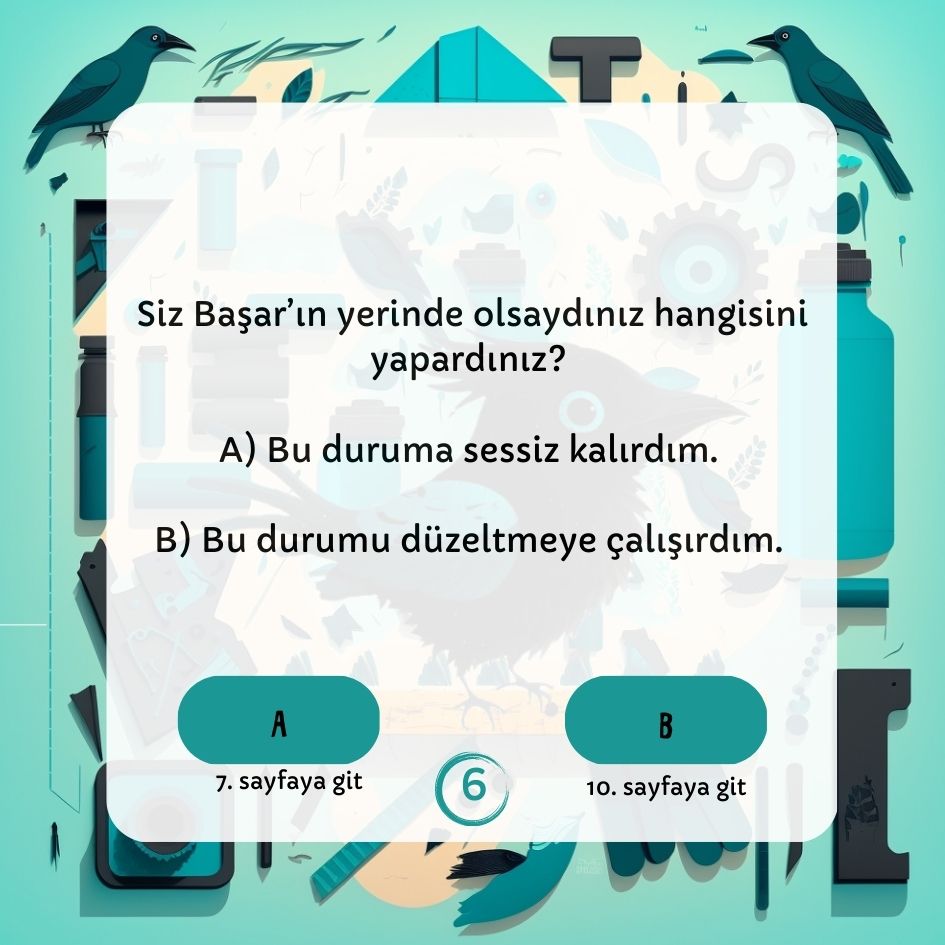 Siz Başar’ın yerinde olsaydınız hangisini
yapardınız?
A) Bu duruma sessiz kalırdım.
B) Bu durumu düzeltmeye çalışırdım.
A
B
7. sayfaya git
10. sayfaya git
6